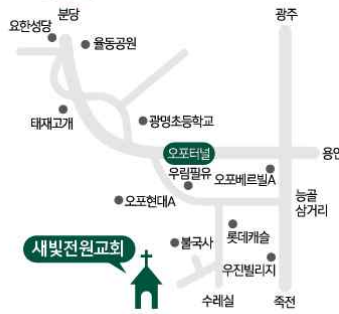 분당
광주
요한성당
율동공원
태재고개
광명초등학교
오포터널
용인
우림필유
오포베르빌A
오포현대A
능골
삼거리
롯데캐슬
불국사
새빛전원교회
우진빌리지
수레실
죽전